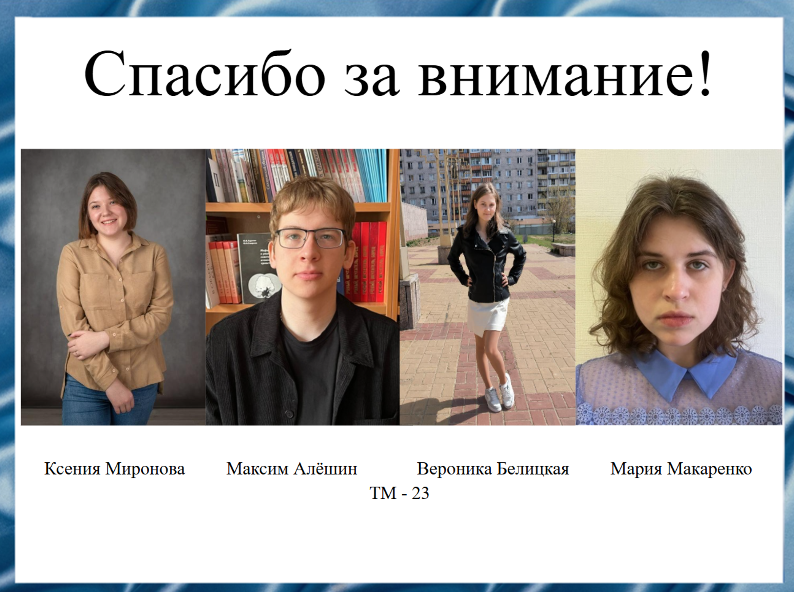 Спасибо за внимание!
Ксения Миронова Максим Алёшин Вероника Белицкая Мария Макаренко
ТМ - 23